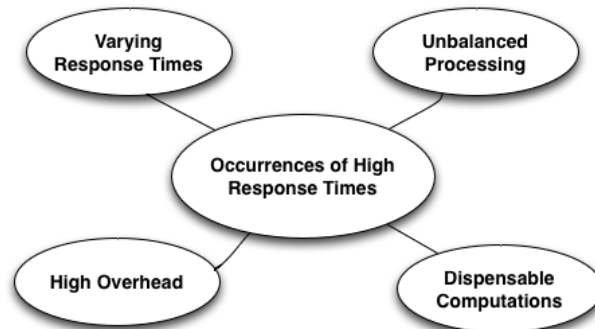 Varying
Response Times
Unbalanced
Processing
Occurrences of High
Response Times
High Overhead
Dispensable
Computations